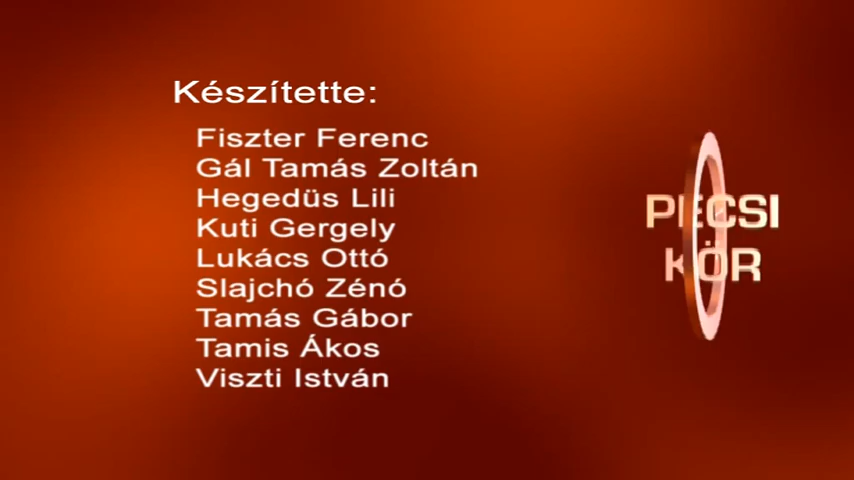 Készítette:
Fiszter Ferenc
Gál Tamás Zoltán
Hegedüs Lili
Kuti Gergely
Lukács Ottó
Slajchó Zénó
Tamás Gábor
Tamis Ákos
Viszti István
PÉCSI
KÖR